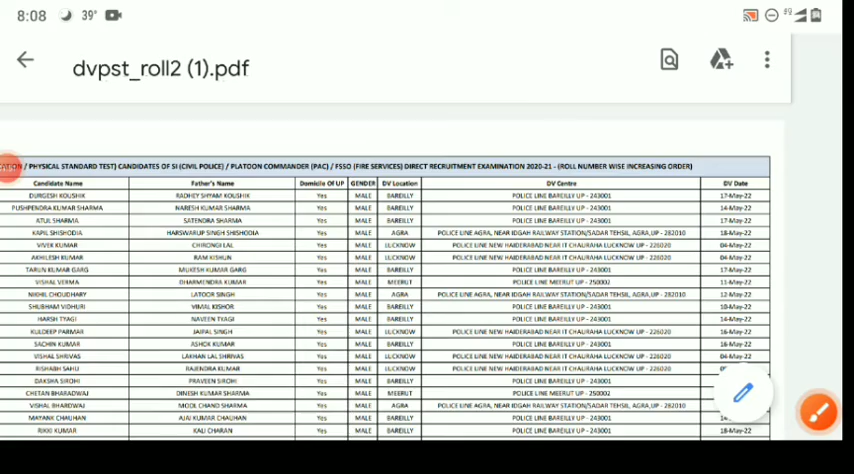 8:08 39°
dvpst_roll2 (1).pdf
/ PHYSICAL STANDARD TEST) CANDIDATES OF SI (CIVIL POLICE) / PLATOON COMMANDER (PAC) / FSSO (FIRE SERVICES) DIRECT RECRUITMENT EXAMINATION 2020-21 - (ROLL NUMBER WISE INCREASING ORDER)
Candidate Name Father's Name Domicile Of UP GENDER DV Location DV Centre DV Date
DURGESH KOUSHIK RADHEY SHYAM KOUSHIK Yes MALE BAREILLY POLICE LINE BAREILLY UP - 243001 17-May-22
PUSHPENDRA KUMAR SHARMA NARESH KUMAR SHARMA Yes MALE BAREILLY POLICE LINE BAREILLY UP - 243001 14-May-22
ATUL SHARMA SATENDRA SHARMA Yes MALE BAREILLY POLICE LINE BAREILLY UP - 243001 17-May-22
KAPIL SHISHODIA HARSWARUP SINGH SHISHODIA Yes MALE AGRA POLICE LINE AGRA, NEAR IDGAH RAILWAY STATION/SADAR TEHSIL, AGRA,UP - 282010 18-May-22
VIVEK KUMAR CHIRONGI LAL Yes MALE LUCKNOW POLICE LINE NEW HAIDERABAD NEAR IT CHAURAHA LUCKNOW UP - 226020 04-May-22
AKHILESH KUMAR RAM KISHUN Yes MALE LUCKNOW POLICE LINE NEW HAIDERABAD NEAR IT CHAURAHA LUCKNOW UP - 226020 04-May-22
TARUN KUMAR GARG MUKESH KUMAR GARG Yes MALE BAREILLY POLICE LINE BAREILLY UP - 243001 17-May-22
VISHAL VERMA DHARMENDRA KUMAR Yes MALE MEERUT POLICE LINE MEERUT UP - 250002 11-May-22
NIKHIL CHOUDHARY LATOOR SINGH Yes MALE AGRA POLICE LINE AGRA, NEAR IDGAH RAILWAY STATION/SADAR TEHSIL, AGRA,UP - 282010 12-May-22
SHUBHAM VIDHURI VIMAL KISHOR Yes MALE BAREILLY POLICE LINE BAREILLY UP - 243001 10-May-22
HARSH TYAGI NAVEEN TYAGI Yes MALE BAREILLY POLICE LINE BAREILLY UP - 243001 14-May-22
KULDEEP PARMAR JAIPAL SINGH Yes MALE LUCKNOW POLICE LINE NEW HAIDERABAD NEAR IT CHAURAHA LUCKNOW UP - 226020 16-May-22
SACHIN KUMAR ASHOK KUMAR Yes MALE BAREILLY POLICE LINE BAREILLY UP - 243001 16-May-22
VISHAL SHRIVAS LAKHAN LAL SHRIVAS Yes MALE LUCKNOW POLICE LINE NEW HAIDERABAD NEAR IT CHAURAHA LUCKNOW UP - 226020 04-May-22
RISHABH SAHU RAJENDRA KUMAR Yes MALE LUCKNOW POLICE LINE NEW HAIDERABAD NEAR IT CHAURAHA LUCKNOW UP - 226020
DAKSHA SIROHI PRAVEEN SIROHI Yes MALE BAREILLY POLICE LINE BAREILLY UP - 243001
CHETAN BHARADWAJ DINESH KUMAR SHARMA Yes MALE MEERUT POLICE LINE MEERUT UP - 250002
VISHAL BHARDWAJ MOOL CHAND SHARMA Yes MALE AGRA POLICE LINE AGRA, NEAR IDGAH RAILWAY STATION/SADAR TEHSIL, AGRA,UP - 282010
MAYANK CHAUHAN AJAI KUMAR CHAUHAN Yes MALE BAREILLY POLICE LINE BAREILLY UP - 243001
RIKKI KUMAR KALI CHARAN Yes MALE BAREILLY POLICE LINE BAREILLY UP - 243001 18-May-22